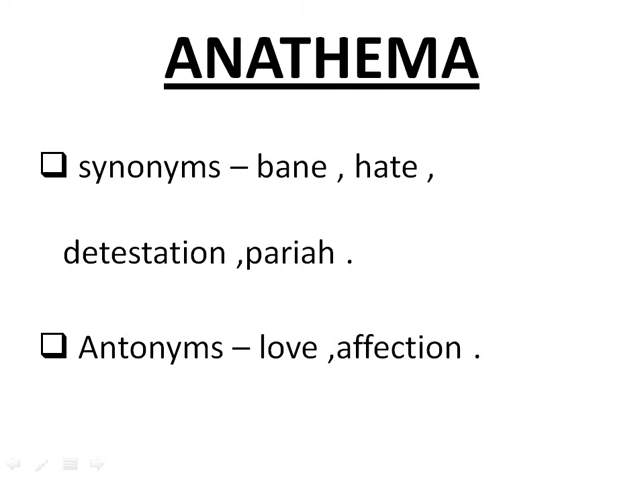 ANATHEMA
synonyms – bane , hate ,
detestation ,pariah .
Antonyms – love ,affection .